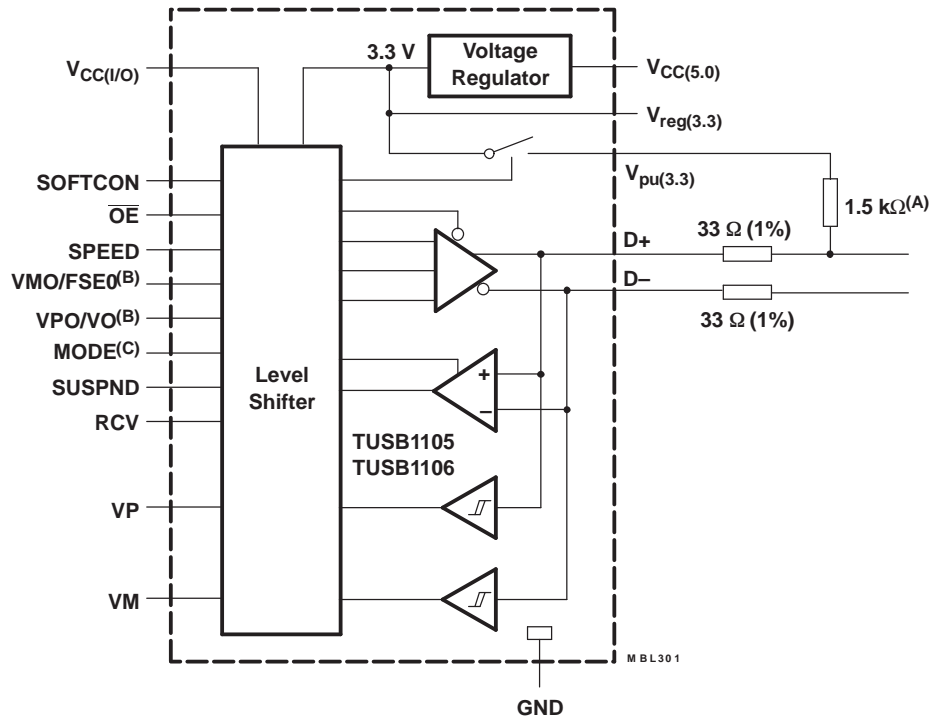 3.3 V
Voltage
Regulator
VCC(I/O)
VCC(5.0)
Vreg(3.3)
Vpu(3.3)
SOFTCON
OE
SPEED
VMO/FSE0(B)
VPO/VO(B)
MODE(C)
SUSPND
RCV
VP
VM
Level
Shifter
+
−
TUSB1105
TUSB1106
D+
D−
33 Ω (1%)
33 Ω (1%)
1.5 kΩ(A)
MBL301
GND